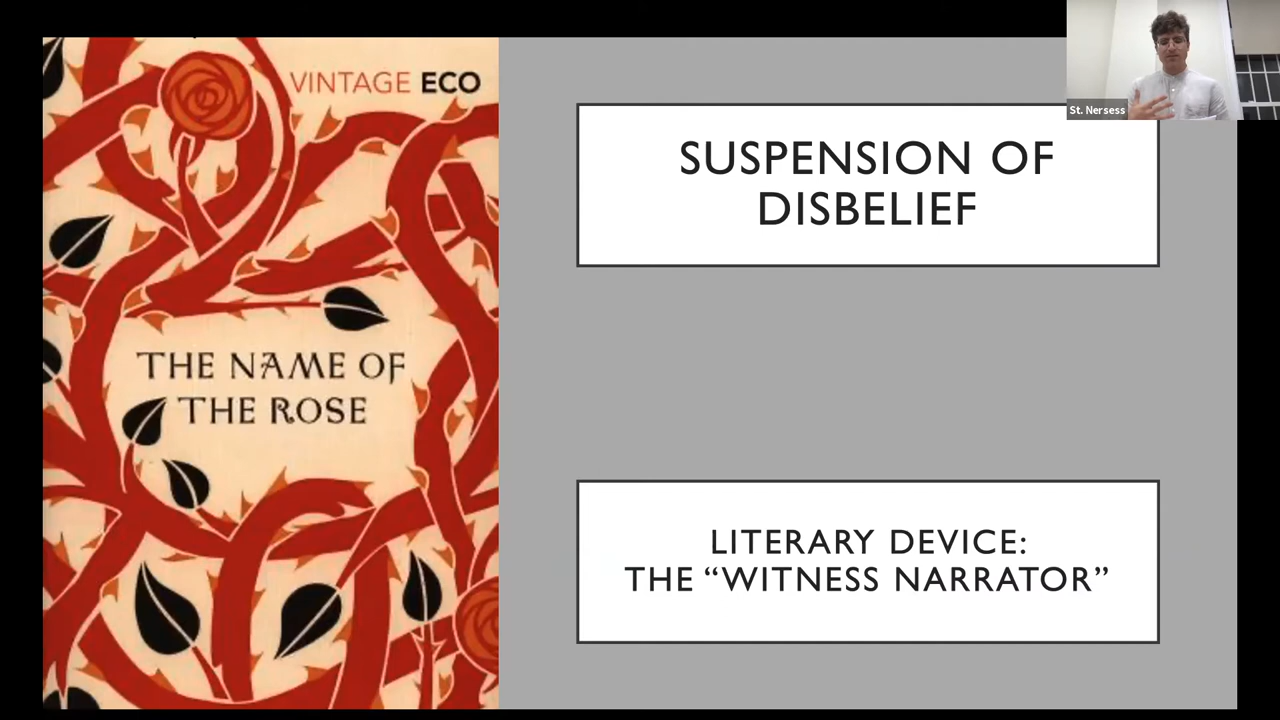 VINTAGE ECO
THE NAME OF
THE ROSE
SUSPENSION OF
DISBELIEF
LITERARY DEVICE:
THE “WITNESS NARRATOR”
St. Nersess